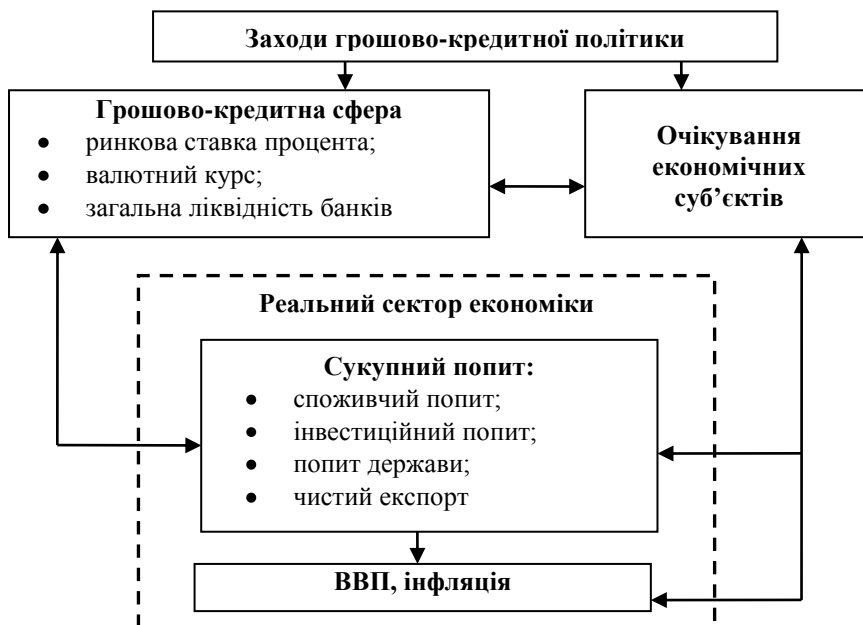 Заходи грошово-кредитної політики
Грошово-кредитна сфера
● ринкова ставка процента;
● валютний курс;
● загальна ліквідність банків
Очікування
економічних
суб’єктів
Реальний сектор економіки
Сукупний попит:
● споживчий попит;
● інвестиційний попит;
● попит держави;
● чистий експорт
ВВП, інфляція